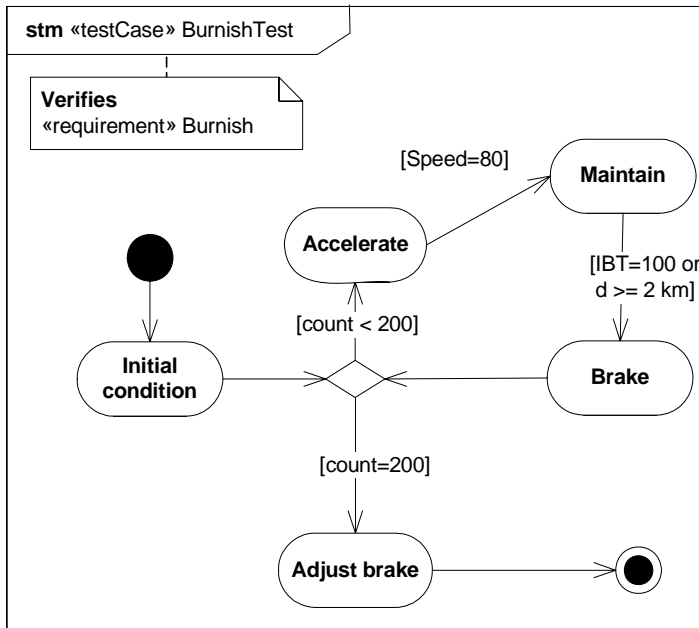 stm «testCase» BurnishTest
Verifies
«requirement» Burnish
[Speed=80]
Maintain
Accelerate
[IBT=100 or
d >= 2 km]
[count < 200]
Initial
condition
Brake
[count=200]
Adjust brake